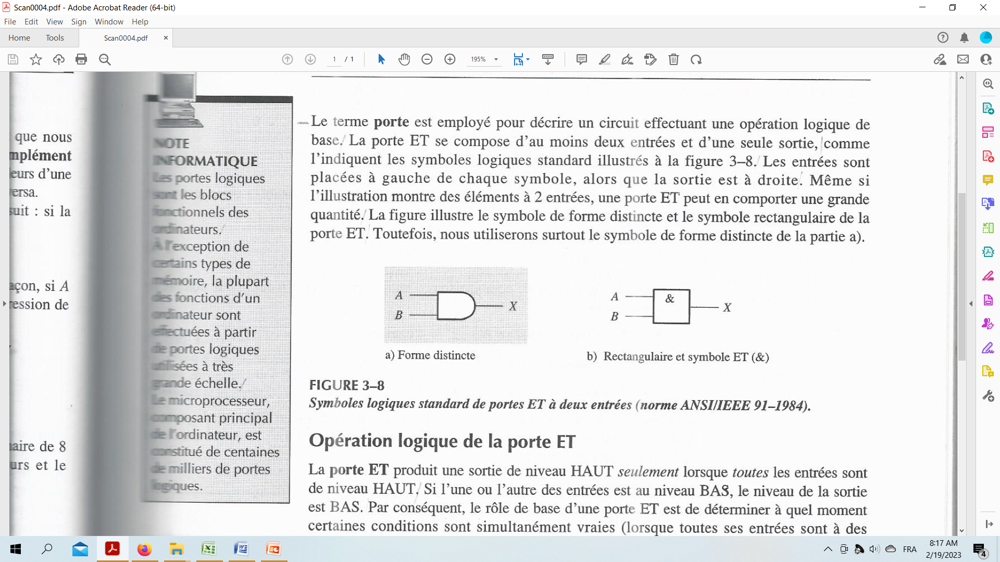 Scan0004.pdf - Adobe Acrobat Reader (64-bit)
File Edit View Sign Window Help
Home Tools Scan0004.pdf ×
1 / 1 195%
que nous
mplément
eurs d'une
ersa.
suit : si la
açon, si A
ression de
aire de 8
urs et le
NOTE
INFORMATIQUE
Les portes logiques
sont les blocs
fonctionnels des
ordinateurs.
À l'exception de
certains types de
mémoire, la plupart
des fonctions d'un
ordinateur sont
effectuées à partir
de portes logiques
utilisées à très
grande échelle.
Le microprocesseur,
composant principal
de l'ordinateur, est
constitué de centaines
de milliers de portes
logiques.
Le terme porte est employé pour décrire un circuit effectuant une opération logique de
base. La porte ET se compose d'au moins deux entrées et d'une seule sortie, comme
l'indiquent les symboles logiques standard illustrés à la figure 3–8. Les entrées sont
placées à gauche de chaque symbole, alors que la sortie est à droite. Même si
l'illustration montre des éléments à 2 entrées, une porte ET peut en comporter une grande
quantité. La figure illustre le symbole de forme distincte et le symbole rectangulaire de la
porte ET. Toutefois, nous utiliserons surtout le symbole de forme distincte de la partie a).
A
B
X
a) Forme distincte
A
B
&
X
b) Rectangulaire et symbole ET (&)
FIGURE 3–8
Symboles logiques standard de portes ET à deux entrées (norme ANSI/IEEE 91–1984).
Opération logique de la porte ET
La porte ET produit une sortie de niveau HAUT seulement lorsque toutes les entrées sont
de niveau HAUT. Si l'une ou l'autre des entrées est au niveau BAS, le niveau de la sortie
est BAS. Par conséquent, le rôle de base d'une porte ET est de déterminer à quel moment
certaines conditions sont simultanément vraies (lorsque toutes ses entrées sont à des
FRA
8:17 AM
2/19/2023
4